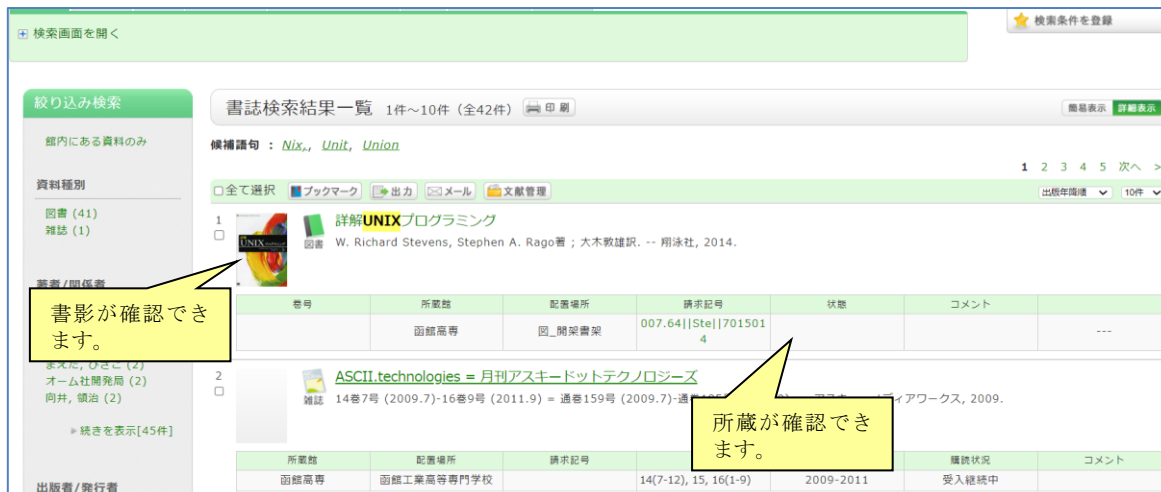 検索画面を開く
検索条件を登録
絞り込み検索
館内にある資料のみ
資料種別
図書 (41)
雑誌 (1)
著者/関係者
書影が確認でき
ます。
まえだ, ひさこ (2)
オーム社開発局 (2)
向井, 領治 (2)
続きを表示[45件]
出版者/発行者
書誌検索結果一覧 1件～10件（全42件） 印刷
簡易表示 詳細表示
候補語句 : Nix,, Unit, Union
1 2 3 4 5 次へ >
全て選択 ブックマーク 出力 メール 文献管理
出版年降順 10件
1
図書
詳解UNIXプログラミング
W. Richard Stevens, Stephen A. Rago著 ; 大木敦雄訳. -- 翔泳社, 2014.
UNIX
巻号 所蔵館 配置場所 請求記号 状態 コメント
函館高専 図_開架書架 007.64||Ste||701501
4
---
2
雑誌
ASCII.technologies = 月刊アスキードットテクノロジーズ
14巻7号 (2009.7)-16巻9号 (2011.9) = 通巻159号 (2009.7)-通巻
ディアワークス, 2009.
所蔵が確認でき
ます。
所蔵館 配置場所 請求記号 購読状況 コメント
函館高専 函館工業高等専門学校 14(7-12), 15, 16(1-9) 2009-2011 受入継続中